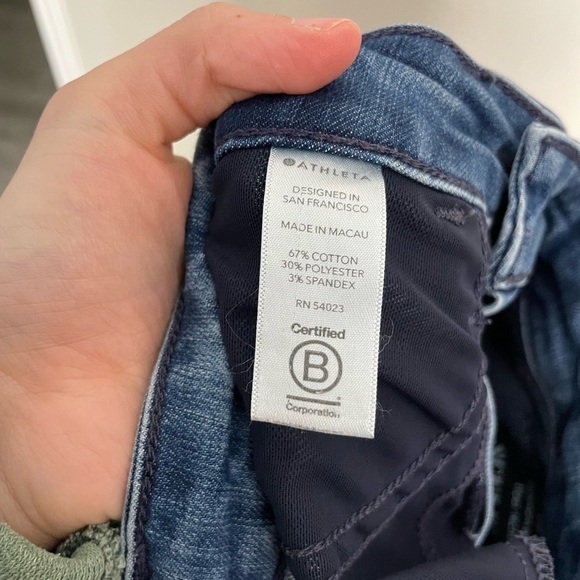 ATHLETA
DESIGNED IN
SAN FRANCISCO
MADE IN MACAU
67% COTTON
30% POLYESTER
3% SPANDEX
RN 54023
Certified
B
Corporation